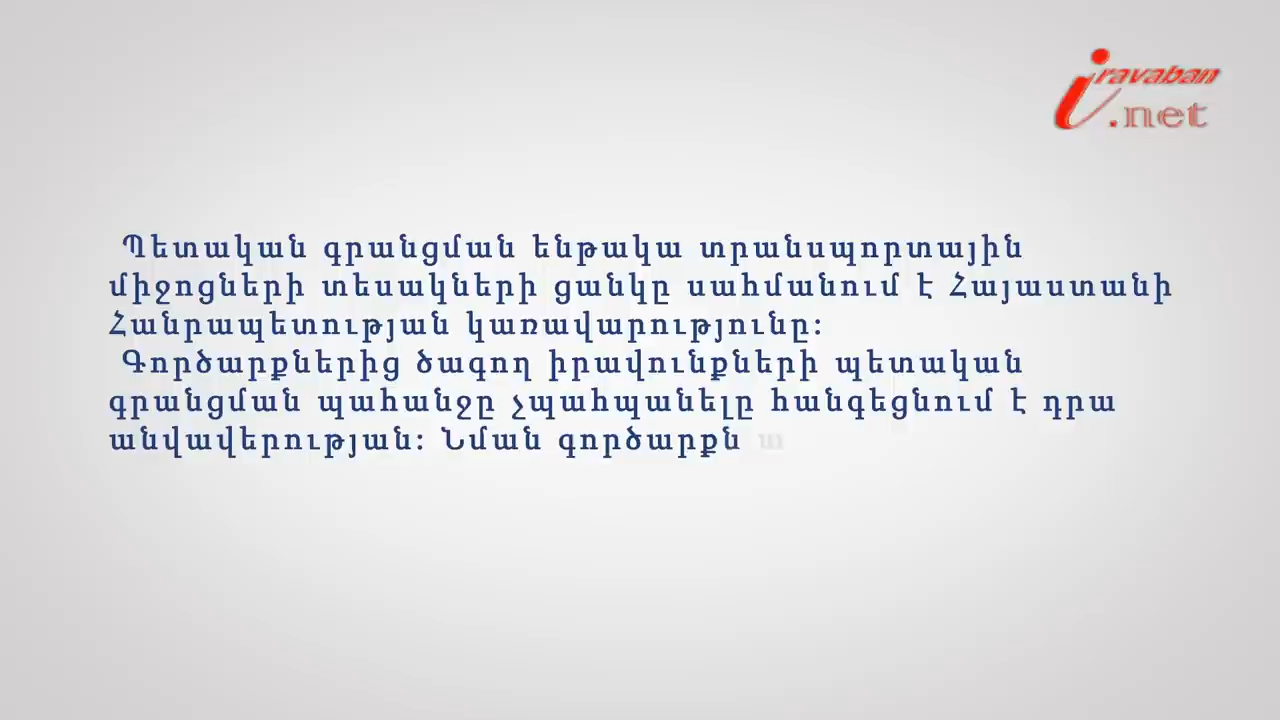 iravaban
.net
Պետական գրանցման ենթակա տրանսպորտային
միջոցների տեսակների ցանկը սահմանում է Հայաստանի
Հանրապետության կառավարությունը։
Գործարքներից ծագող իրավունքների պետական
գրանցման պահանջը չպահպանելը հանգեցնում է դրա
անվավերության։ Նման գործարքն ա